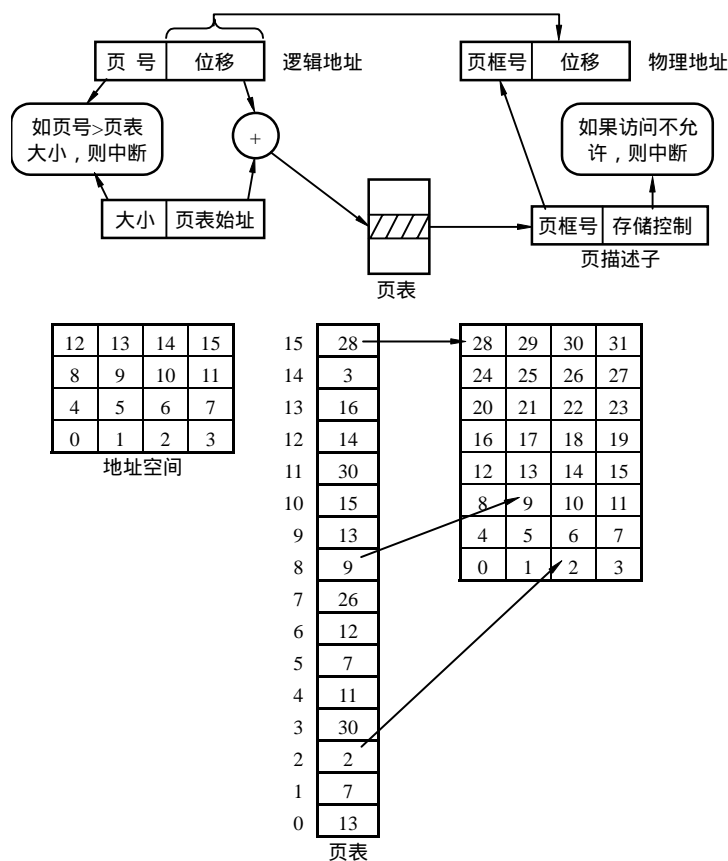 页 号 位移 逻辑地址 页框号 位移 物理地址
如页号>页表
大小，则中断
+
如果访问不允
许，则中断
大小 页表始址
页框号 存储控制
页描述子
页表
12 13 14 15
8 9 10 11
4 5 6 7
0 1 2 3
地址空间
15 28
14 3
13 16
12 14
11 30
10 15
9 13
8 9
7 26
6 12
5 7
4 11
3 30
2 2
1 7
0 13
页表
28 29 30 31
24 25 26 27
20 21 22 23
16 17 18 19
12 13 14 15
8 9 10 11
4 5 6 7
0 1 2 3